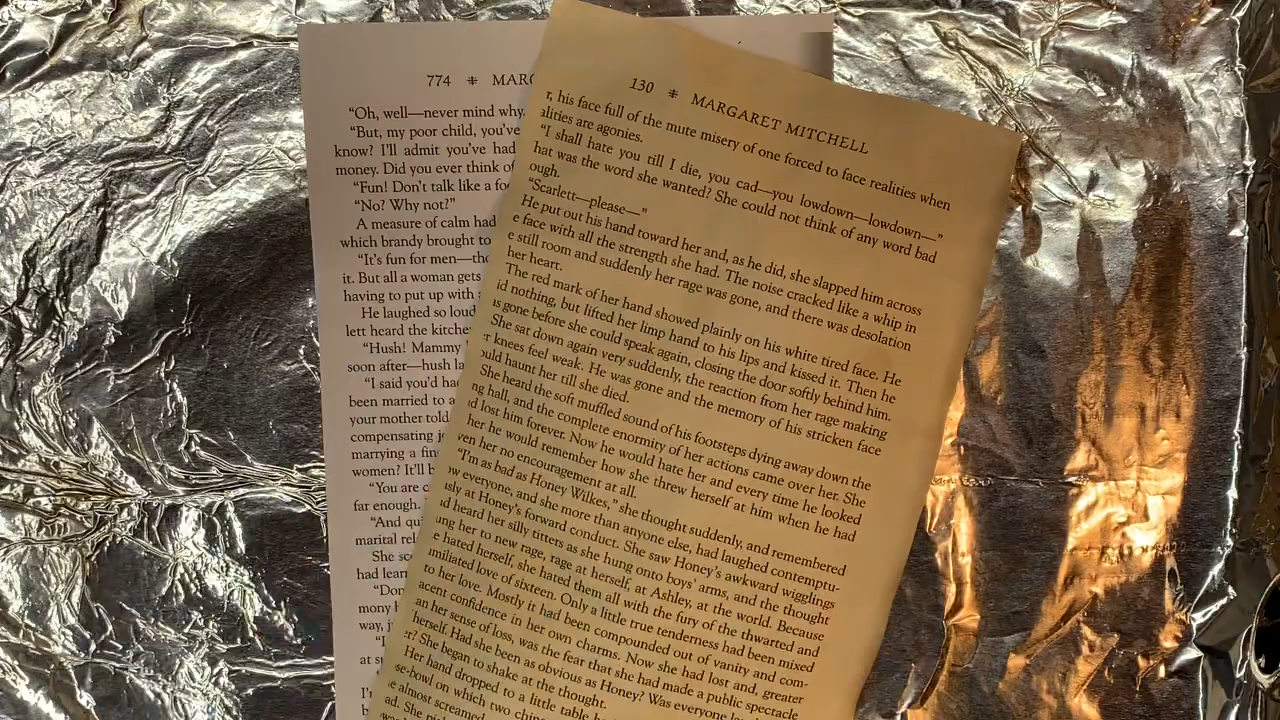 774 ⁜ MARG
“Oh, well—never mind why.
“But, my poor child, you’ve
know? I’ll admit you’ve had
money. Did you ever think of
“Fun! Don’t talk like a fo
“No? Why not?”
A measure of calm had
which brandy brought to
“It’s fun for men—tho
it. But all a woman gets
having to put up with
He laughed so loud
lett heard the kitche
“Hush! Mammy
soon after—hush la
“I said you’d ha
been married to a
your mother told
compensating j
marrying a fin
women? It’ll b
“You are c
far enough.
“And qui
marital rel
She sc
had lear
“Don
mony b
way, j
“I
at su
I’
b
130 ⁜ MARGARET MITCHELL
r, his face full of the mute misery of one forced to face realities when
alities are agonies.
“I shall hate you till I die, you cad—you lowdown—lowdown—”
hat was the word she wanted? She could not think of any word bad
ough.
“Scarlett—please—”
He put out his hand toward her and, as he did, she slapped him across
e face with all the strength she had. The noise cracked like a whip in
e still room and suddenly her rage was gone, and there was desolation
her heart.
The red mark of her hand showed plainly on his white tired face. He
id nothing, but lifted her limp hand to his lips and kissed it. Then he
as gone before she could speak again, closing the door softly behind him.
She sat down again very suddenly, the reaction from her rage making
r knees feel weak. He was gone and the memory of his stricken face
ould haunt her till she died.
She heard the soft muffled sound of his footsteps dying away down the
ng hall, and the complete enormity of her actions came over her. She
d lost him forever. Now he would hate her and every time he looked
her he would remember how she threw herself at him when he had
ven her no encouragement at all.
“I’m as bad as Honey Wilkes,” she thought suddenly, and remembered
ow everyone, and she more than anyone else, had laughed contemptu-
usly at Honey’s forward conduct. She saw Honey’s awkward wigglings
d heard her silly titters as she hung onto boys’ arms, and the thought
ung her to new rage, rage at herself, at Ashley, at the world. Because
e hated herself, she hated them all with the fury of the thwarted and
miliated love of sixteen. Only a little true tenderness had been mixed
to her love. Mostly it had been compounded out of vanity and com-
acent confidence in her own charms. Now she had lost and, greater
an her sense of loss, was the fear that she had made a public spectacle
herself. Had she been as obvious as Honey? Was everyone la
r? She began to shake at the thought.
Her hand dropped to a little table
se-bowl on which two chin
e almost screamed
ad. She